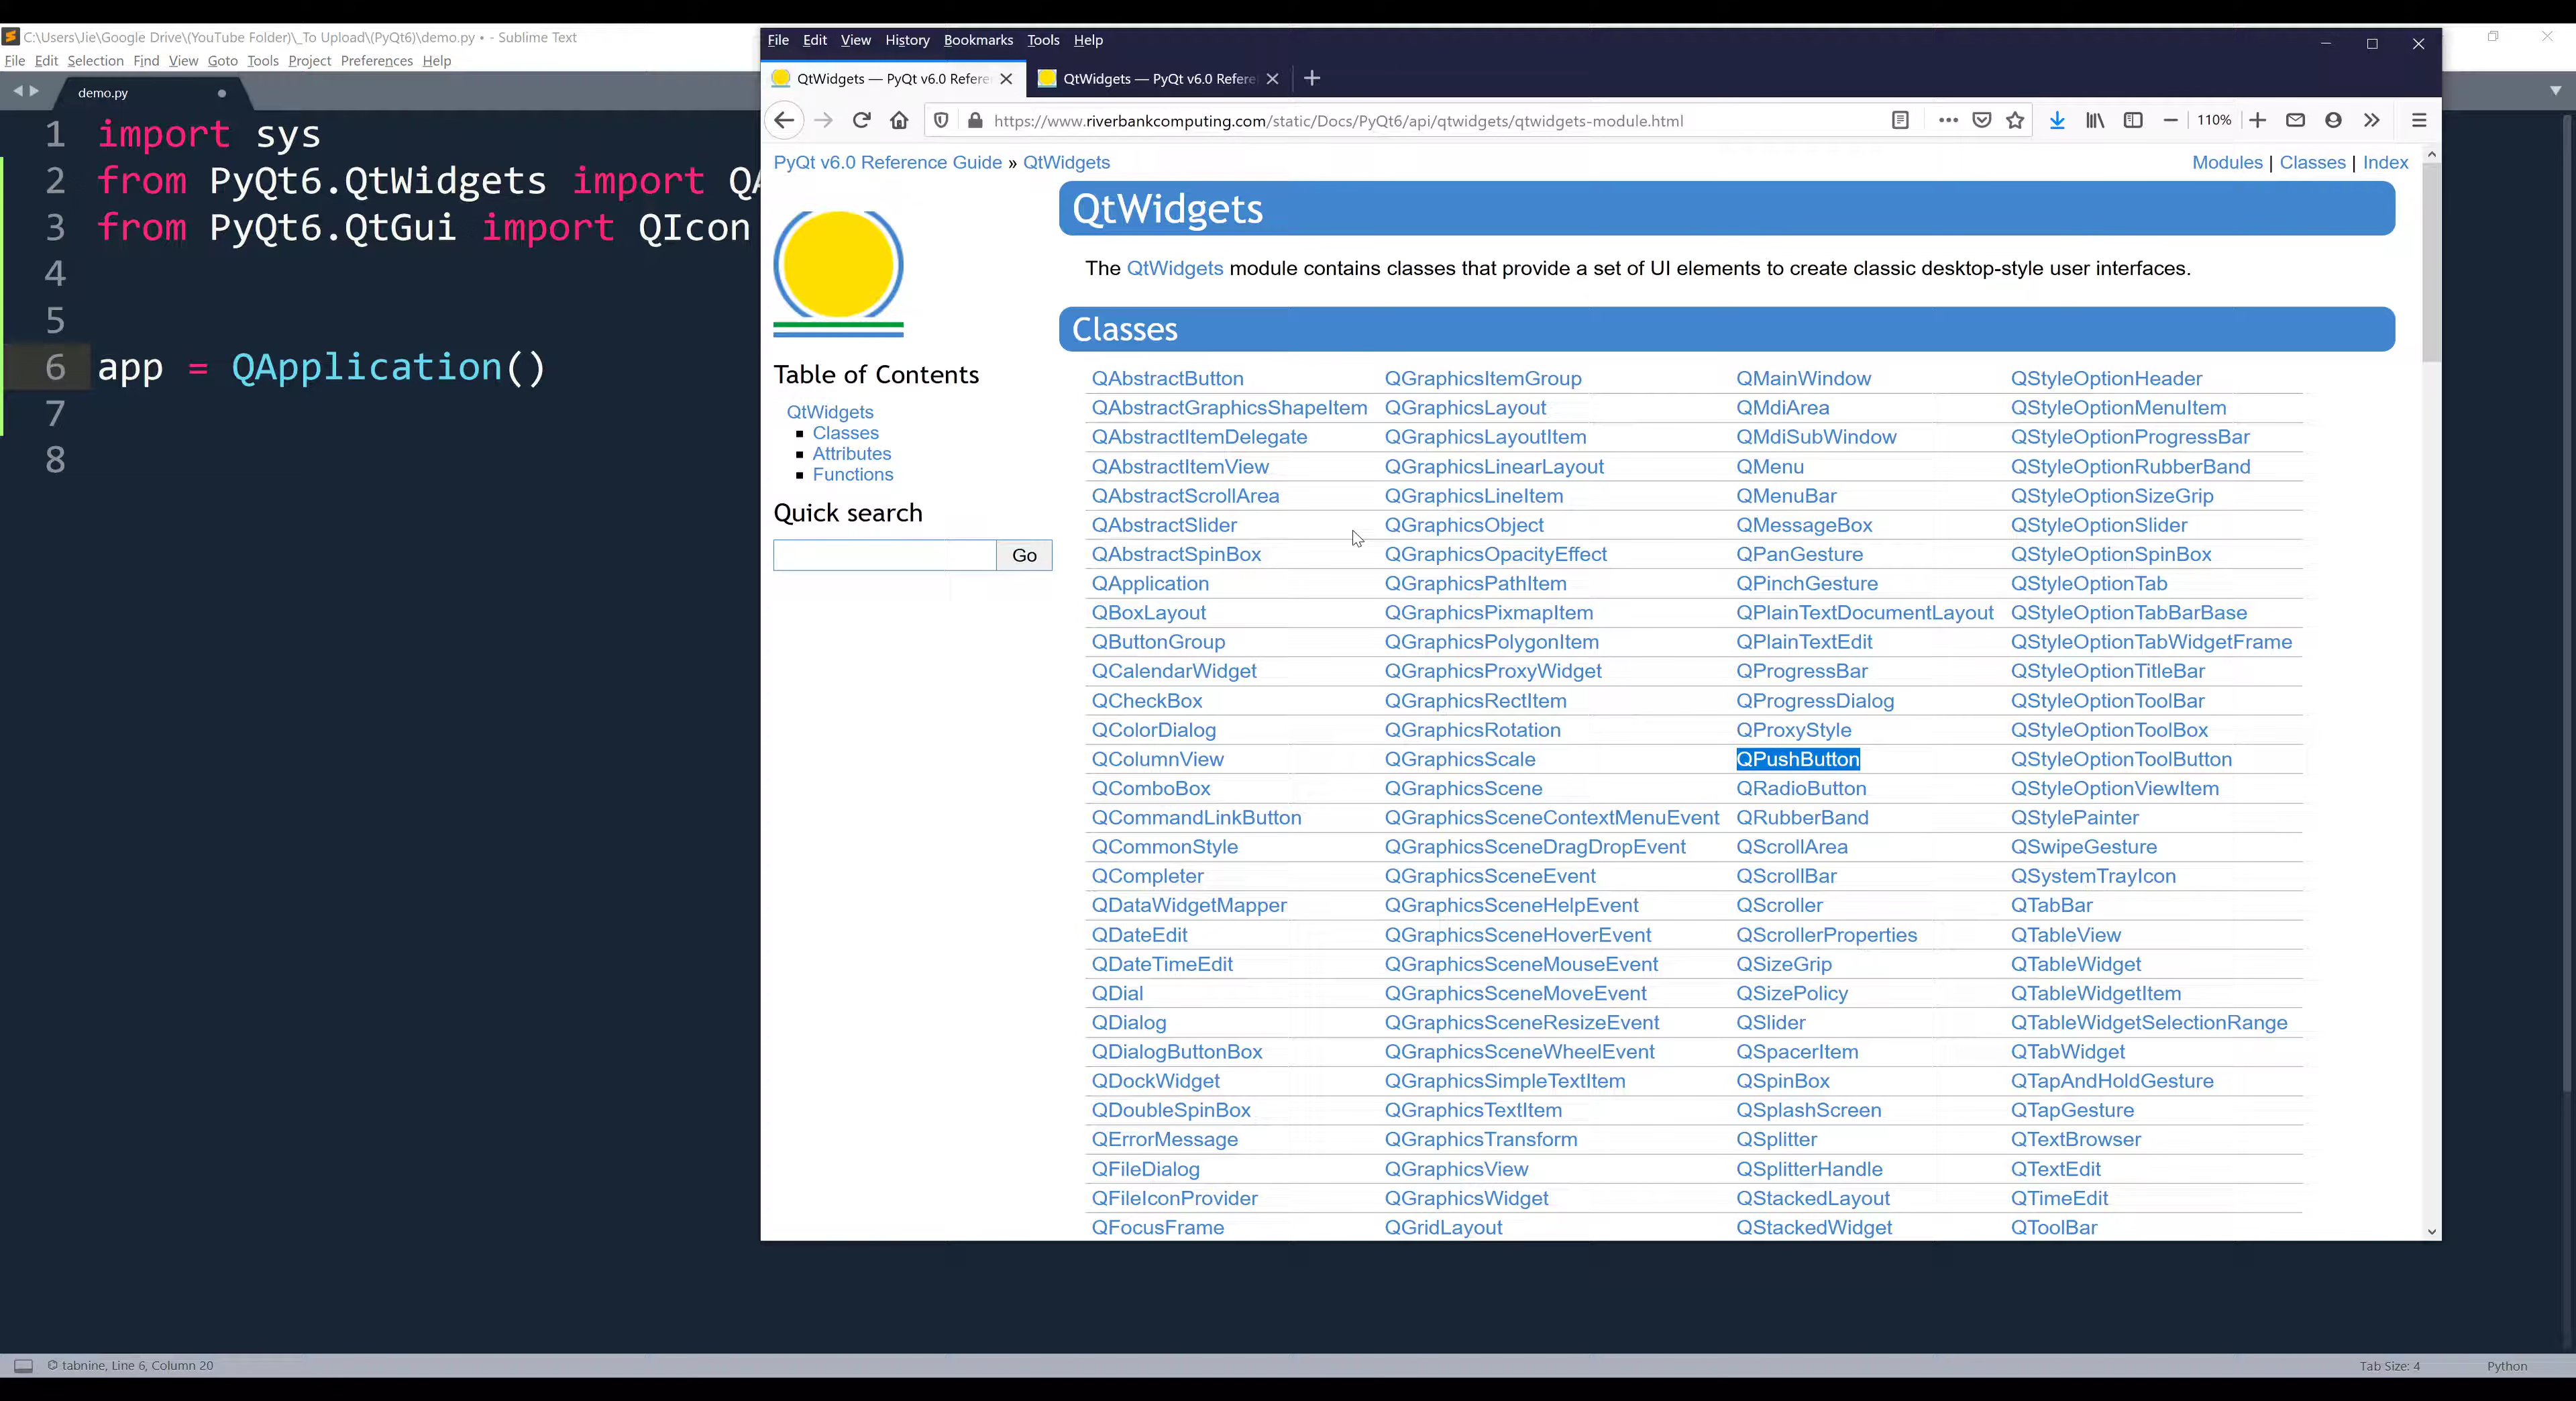 C:\Users\Jie\Google Drive\(YouTube Folder)\_To Upload\(PyQt6)\demo.py • - Sublime Text
File Edit Selection Find View Goto Tools Project Preferences Help
demo.py
1 import sys
2 from PyQt6.QtWidgets import QA
3 from PyQt6.QtGui import QIcon
4
5
6 app = QApplication()
7
8
File Edit View History Bookmarks Tools Help
QtWidgets — PyQt v6.0 Refere
QtWidgets — PyQt v6.0 Refere
https://www.riverbankcomputing.com/static/Docs/PyQt6/api/qtwidgets/qtwidgets-module.html
110%
PyQt v6.0 Reference Guide » QtWidgets
Modules | Classes | Index
Table of Contents
QtWidgets
Classes
Attributes
Functions
Quick search
Go
QtWidgets
The QtWidgets module contains classes that provide a set of UI elements to create classic desktop-style user interfaces.
Classes
QAbstractButton QGraphicsItemGroup QMainWindow QStyleOptionHeader
QAbstractGraphicsShapeItem QGraphicsLayout QMdiArea QStyleOptionMenuItem
QAbstractItemDelegate QGraphicsLayoutItem QMdiSubWindow QStyleOptionProgressBar
QAbstractItemView QGraphicsLinearLayout QMenu QStyleOptionRubberBand
QAbstractScrollArea QGraphicsLineItem QMenuBar QStyleOptionSizeGrip
QAbstractSlider QGraphicsObject QMessageBox QStyleOptionSlider
QAbstractSpinBox QGraphicsOpacityEffect QPanGesture QStyleOptionSpinBox
QApplication QGraphicsPathItem QPinchGesture QStyleOptionTab
QBoxLayout QGraphicsPixmapItem QPlainTextDocumentLayout QStyleOptionTabBarBase
QButtonGroup QGraphicsPolygonItem QPlainTextEdit QStyleOptionTabWidgetFrame
QCalendarWidget QGraphicsProxyWidget QProgressBar QStyleOptionTitleBar
QCheckBox QGraphicsRectItem QProgressDialog QStyleOptionToolBar
QColorDialog QGraphicsRotation QProxyStyle QStyleOptionToolBox
QColumnView QGraphicsScale QPushButton QStyleOptionToolButton
QComboBox QGraphicsScene QRadioButton QStyleOptionViewItem
QCommandLinkButton QGraphicsSceneContextMenuEvent QRubberBand QStylePainter
QCommonStyle QGraphicsSceneDragDropEvent QScrollArea QSwipeGesture
QCompleter QGraphicsSceneEvent QScrollBar QSystemTrayIcon
QDataWidgetMapper QGraphicsSceneHelpEvent QScroller QTabBar
QDateEdit QGraphicsSceneHoverEvent QScrollerProperties QTableView
QDateTimeEdit QGraphicsSceneMouseEvent QSizeGrip QTableWidget
QDial QGraphicsSceneMoveEvent QSizePolicy QTableWidgetItem
QDialog QGraphicsSceneResizeEvent QSlider QTableWidgetSelectionRange
QDialogButtonBox QGraphicsSceneWheelEvent QSpacerItem QTabWidget
QDockWidget QGraphicsSimpleTextItem QSpinBox QTapAndHoldGesture
QDoubleSpinBox QGraphicsTextItem QSplashScreen QTapGesture
QErrorMessage QGraphicsTransform QSplitter QTextBrowser
QFileDialog QGraphicsView QSplitterHandle QTextEdit
QFileIconProvider QGraphicsWidget QStackedLayout QTimeEdit
QFocusFrame QGridLayout QStackedWidget QToolBar
tabnine, Line 6, Column 20
Tab Size: 4
Python